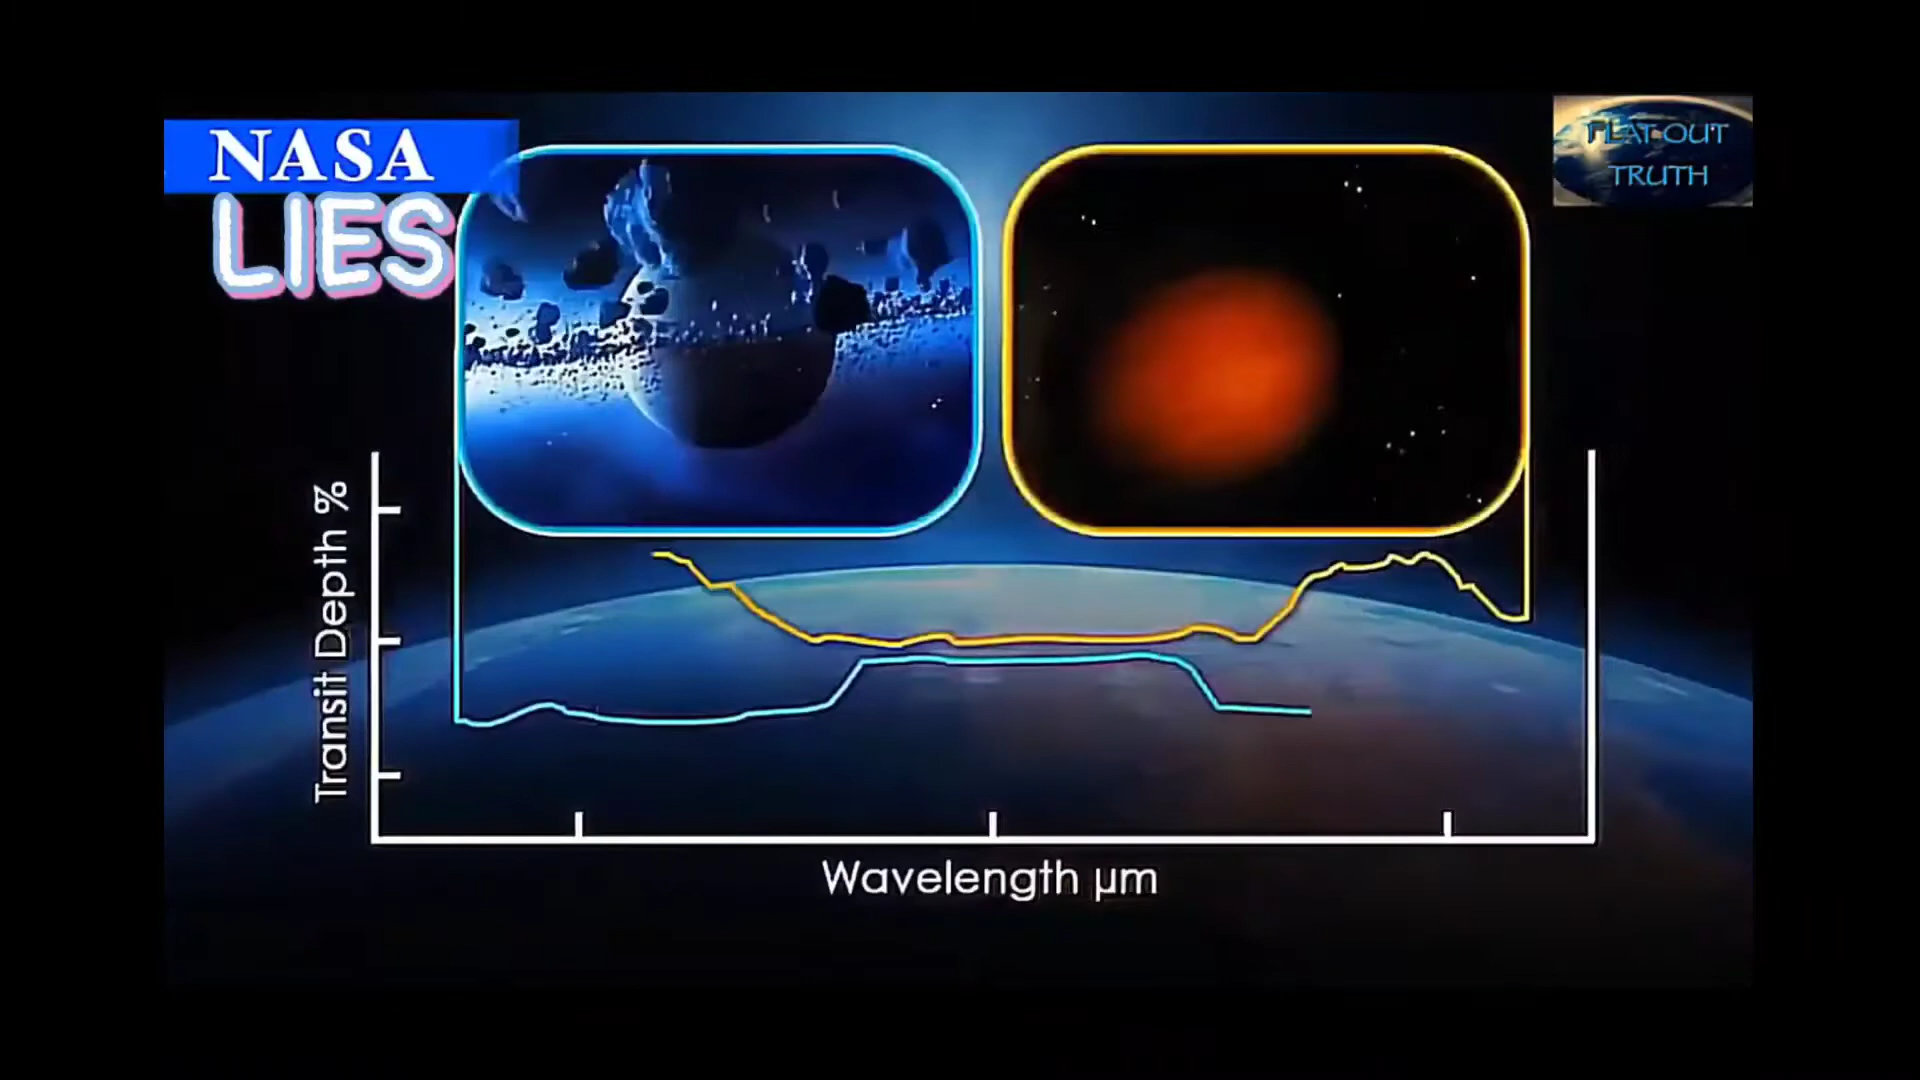 NASA
LIES
FLAT OUT
TRUTH
Transit Depth %
Wavelength µm